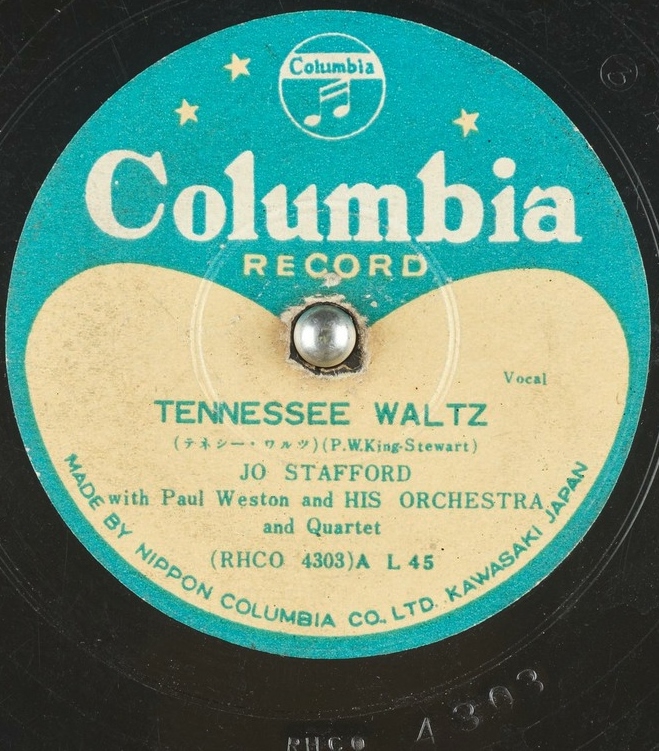 Columbia
Columbia
RECORD
Vocal
TENNESSEE WALTZ
(テネシー・ワルツ)(P.W.King-Stewart)
JO STAFFORD
with Paul Weston and HIS ORCHESTRA
and Quartet
(RHCO 4303)A L 45
MADE BY NIPPON COLUMBIA CO., LTD. KAWASAKI JAPAN
RHCO 4303